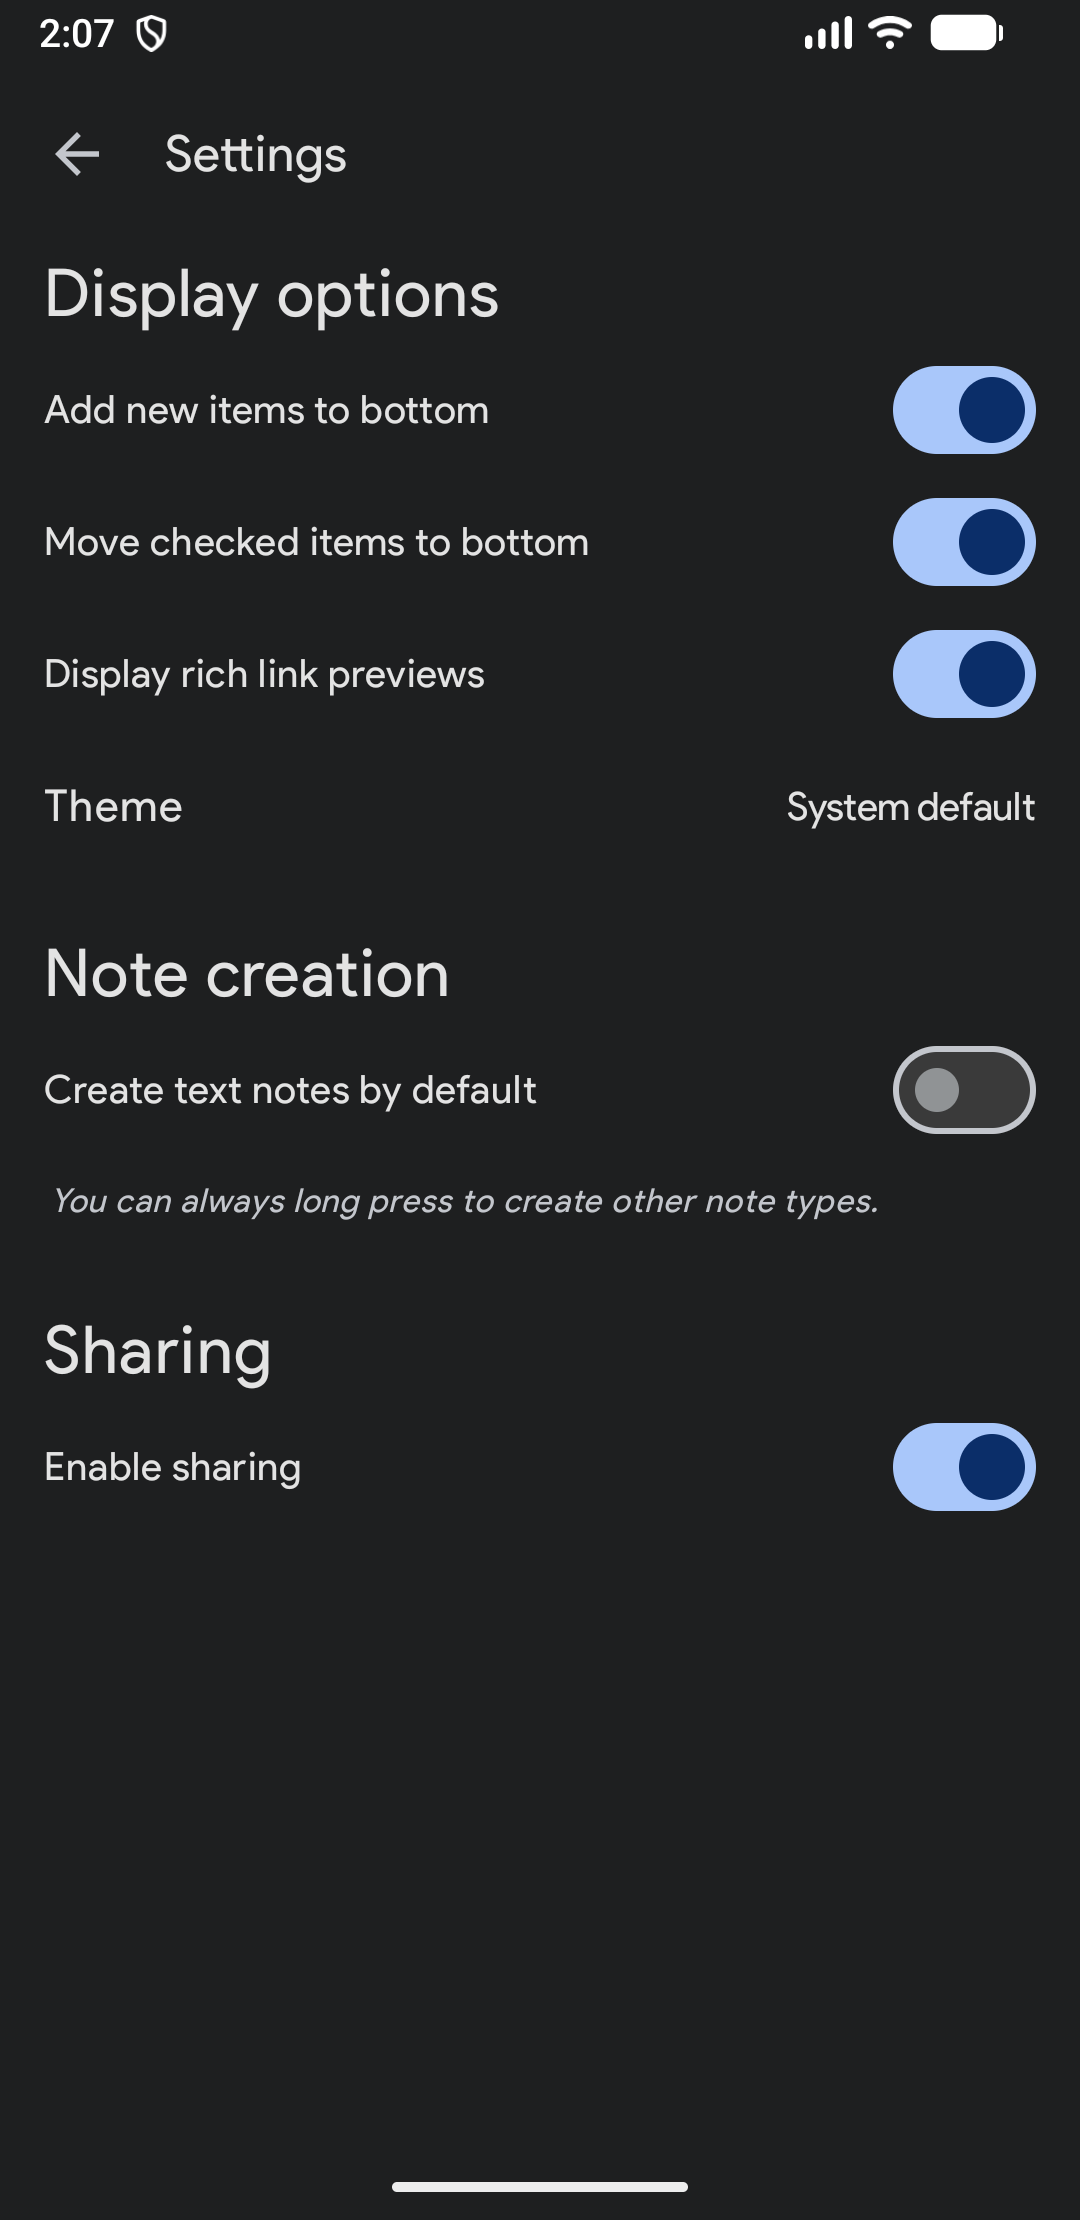 2:07
Settings
Display options
Add new items to bottom
Move checked items to bottom
Display rich link previews
Theme
System default
Note creation
Create text notes by default
You can always long press to create other note types.
Sharing
Enable sharing